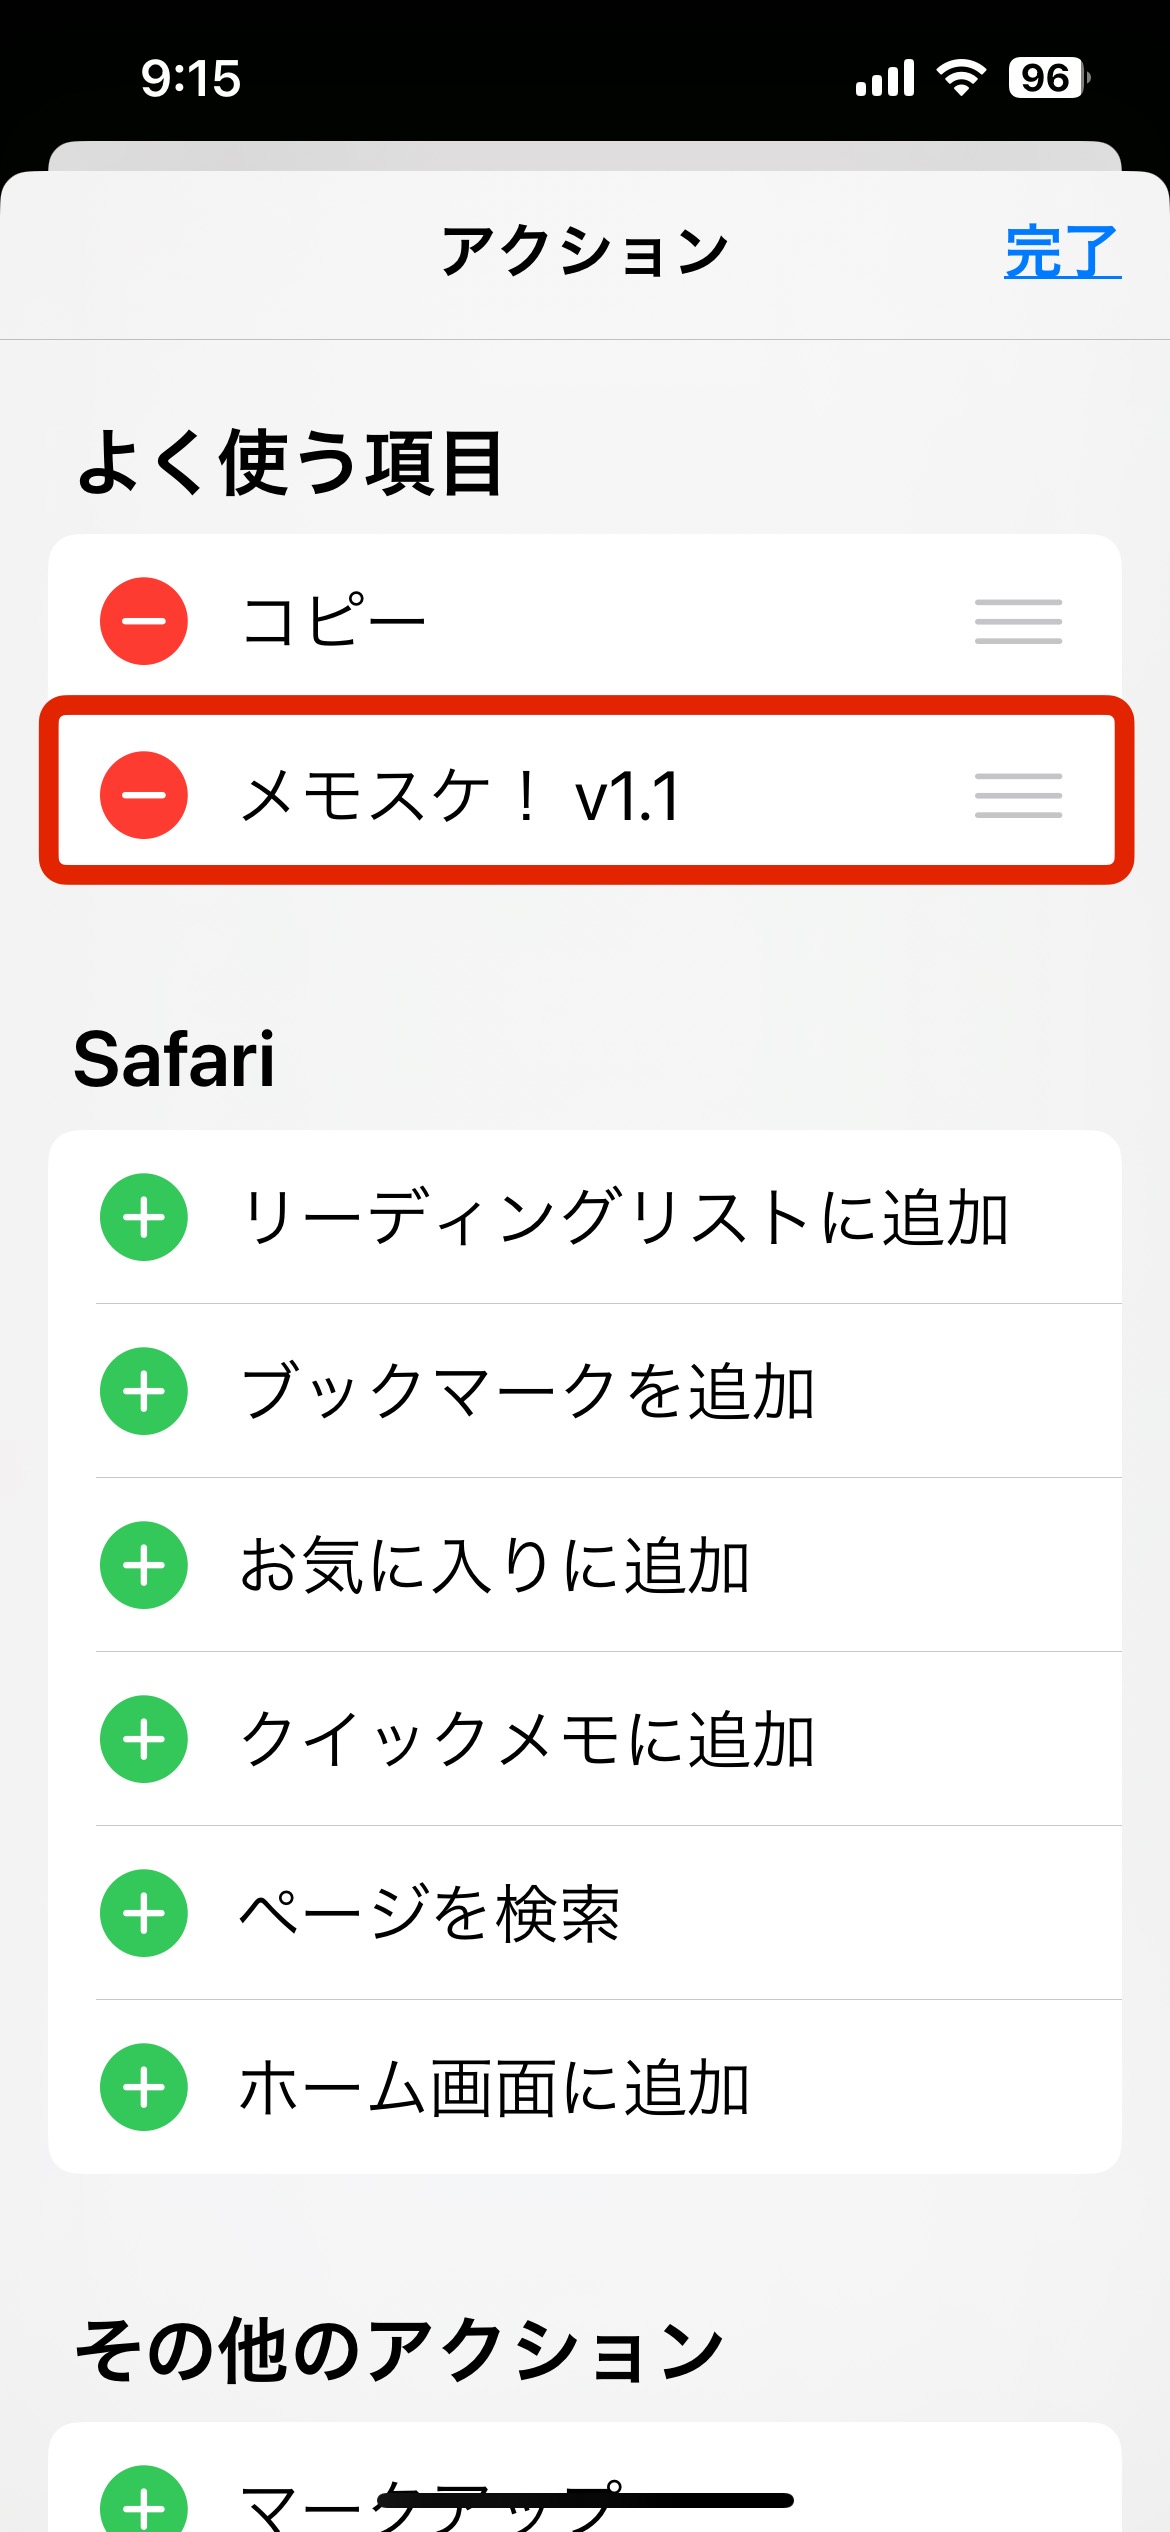 9:15
96
アクション
完了
よく使う項目
コピー
メモスケ！ v1.1
Safari
リーディングリストに追加
ブックマークを追加
お気に入りに追加
クイックメモに追加
ページを検索
ホーム画面に追加
その他のアクション
マークアップ